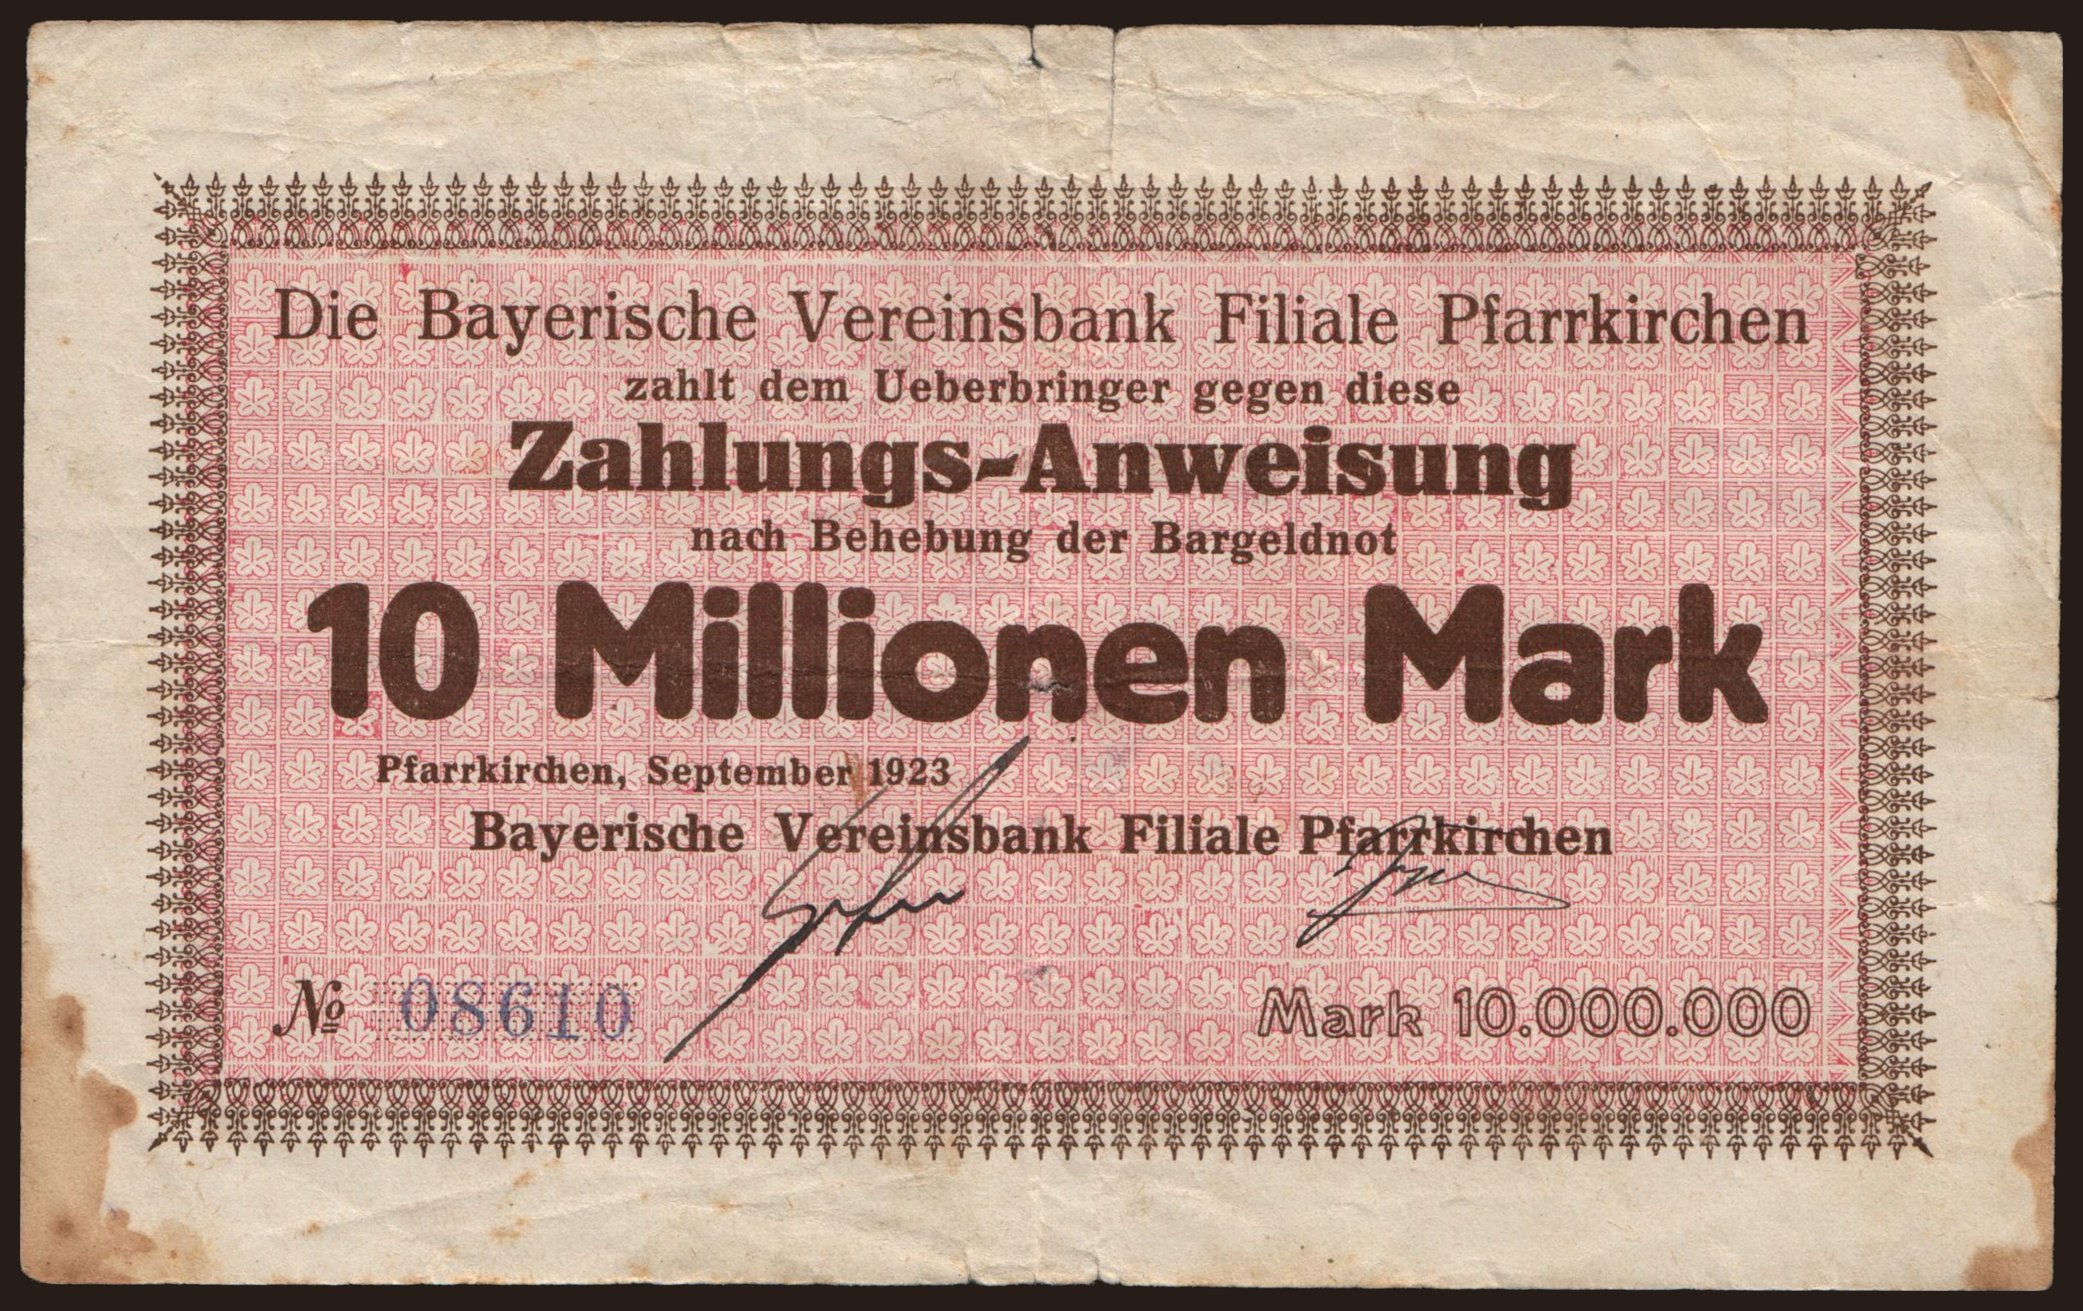 Die Bayerische Vereinsbank Filiale Pfarrkirchen
zahlt dem Ueberbringer gegen diese
Zahlungs-Anweisung
nach Behebung der Bargeldnot
10 Millionen Mark
Pfarrkirchen, September 1923
Bayerische Vereinsbank Filiale Pfarrkirchen
№ 08610
Mark 10.000.000